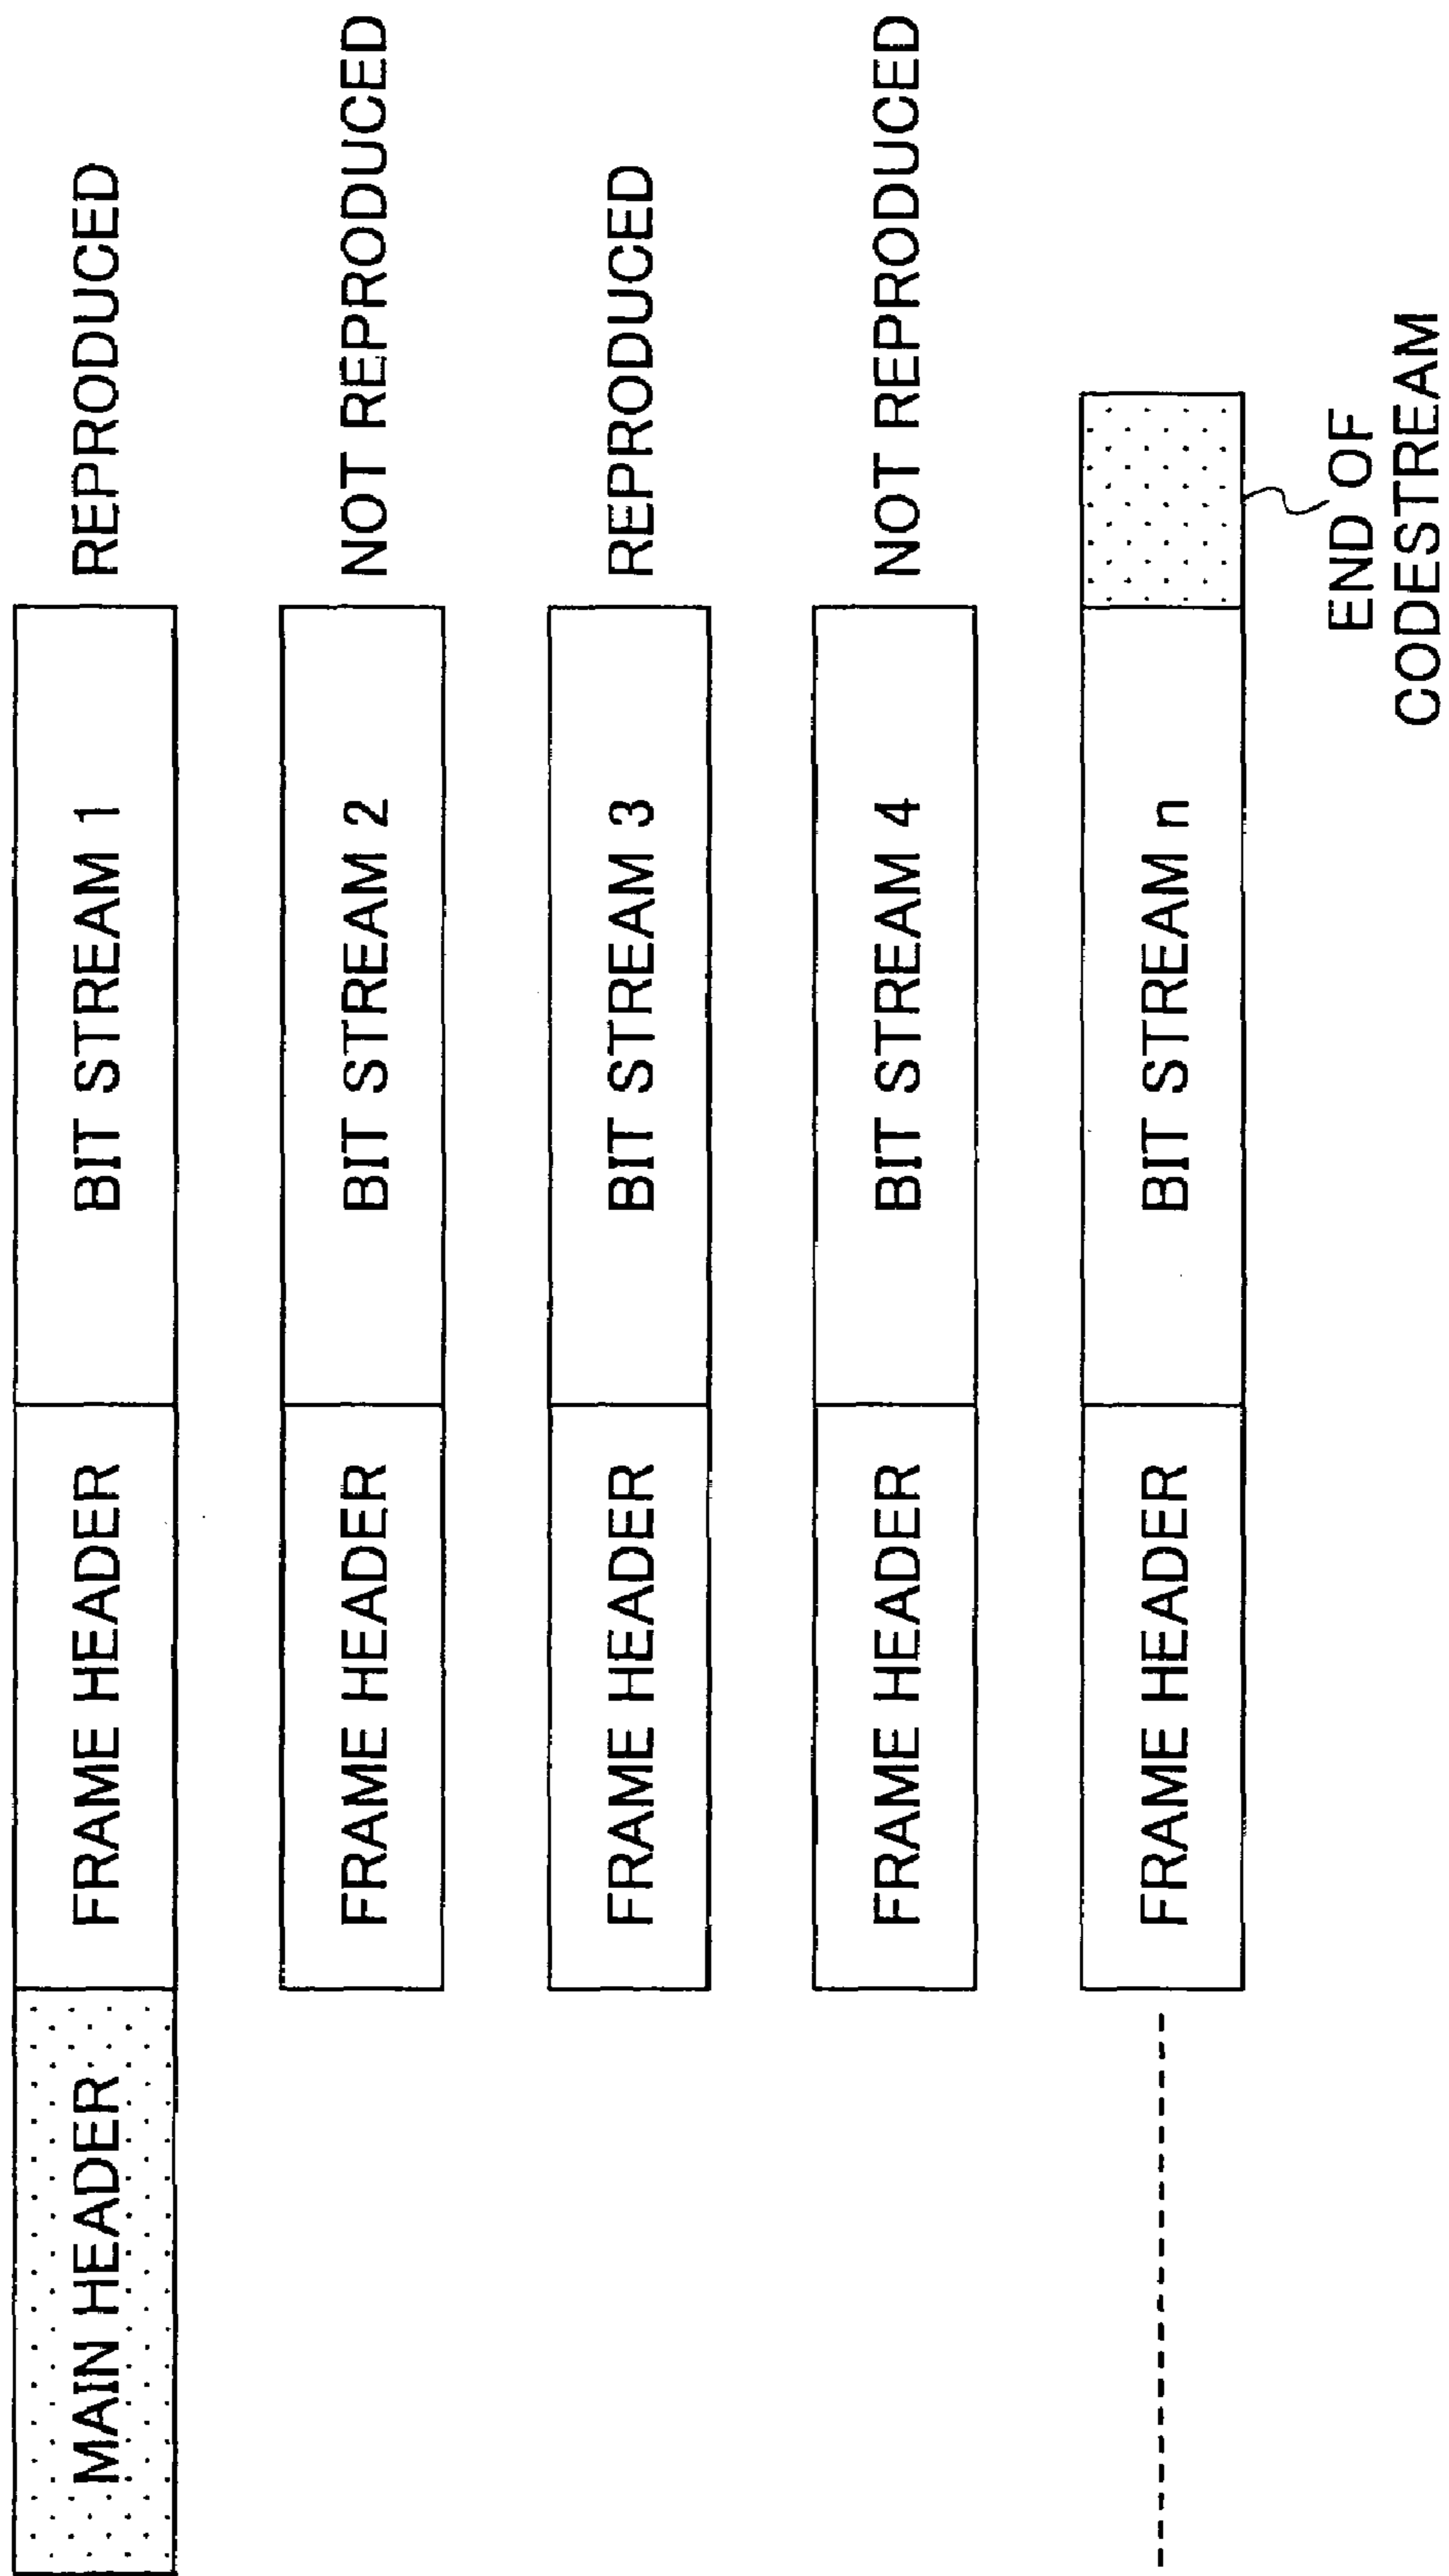 MAIN HEADER FRAME HEADER BIT STREAM 1 REPRODUCED
FRAME HEADER BIT STREAM 2 NOT REPRODUCED
FRAME HEADER BIT STREAM 3 REPRODUCED
FRAME HEADER BIT STREAM 4 NOT REPRODUCED
FRAME HEADER BIT STREAM n
END OF
CODESTREAM